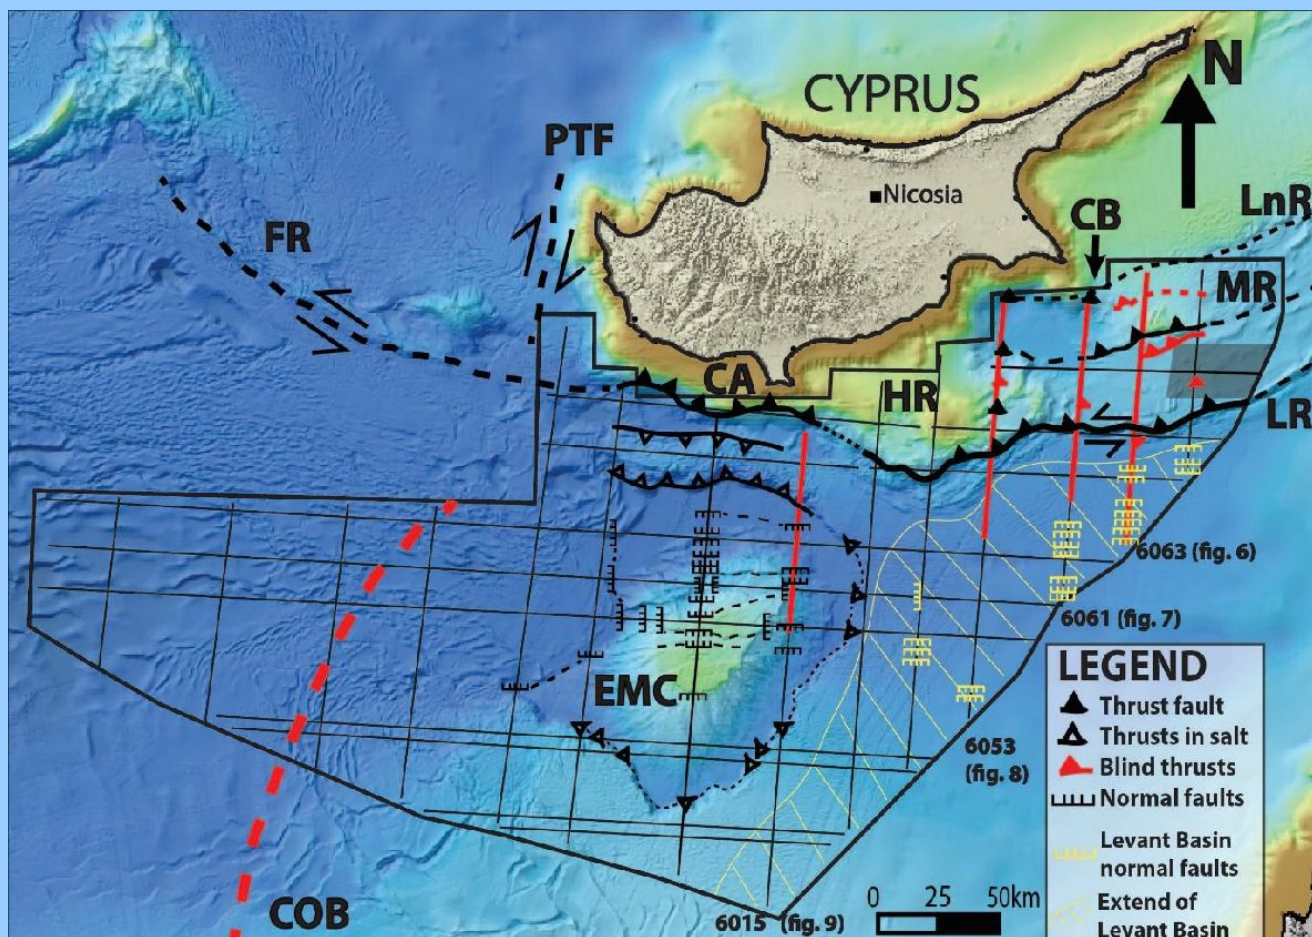 CYPRUS
N
PTF
Nicosia
LnR
CB
FR
MR
CA
HR
LR
6063 (fig. 6)
6061 (fig. 7)
EMC
6053
(fig. 8)
COB
6015 (fig. 9)
0 25 50km
LEGEND
Thrust fault
Thrusts in salt
Blind thrusts
Normal faults
Levant Basin
normal faults
Extend of
Levant Basin